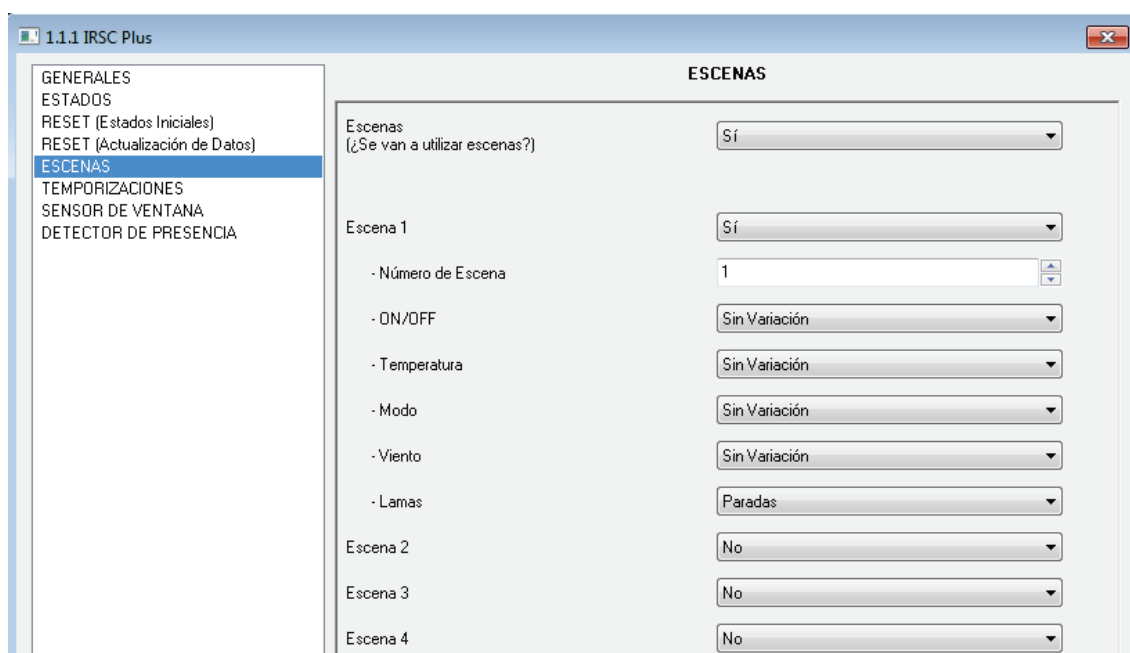 1.1.1 IRSC Plus
GENERALES
ESTADOS
RESET (Estados Iniciales)
RESET (Actualización de Datos)
ESCENAS
TEMPORIZACIONES
SENSOR DE VENTANA
DETECTOR DE PRESENCIA
ESCENAS
Escenas
(¿Se van a utilizar escenas?) Sí
Escena 1 Sí
- Número de Escena 1
- ON/OFF Sin Variación
- Temperatura Sin Variación
- Modo Sin Variación
- Viento Sin Variación
- Lamas Paradas
Escena 2 No
Escena 3 No
Escena 4 No